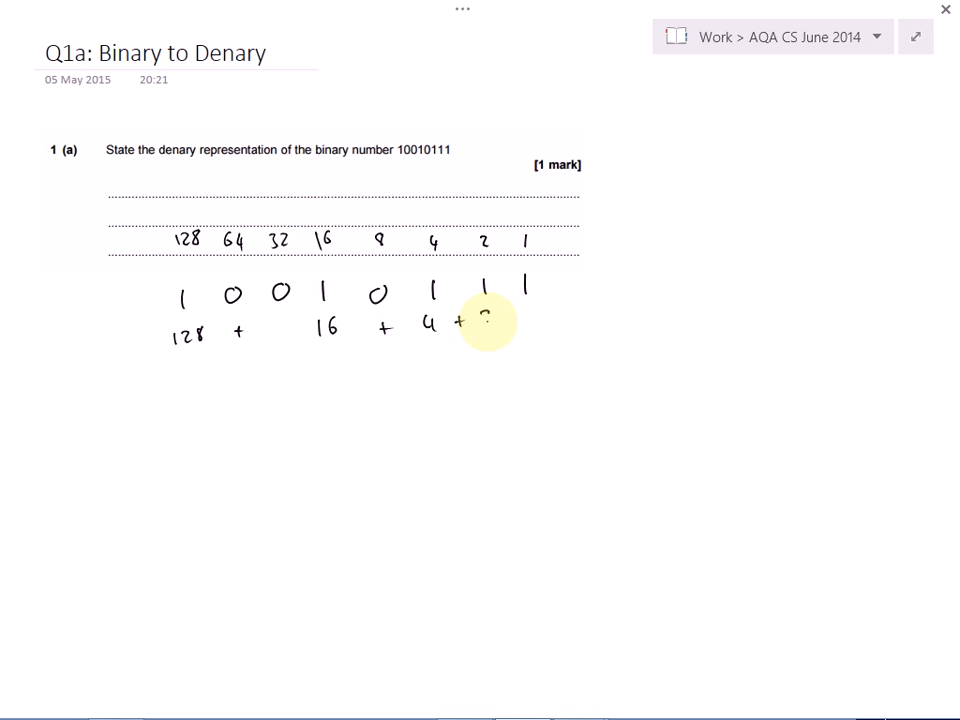 Q1a: Binary to Denary
Work > AQA CS June 2014
05 May 2015 20:21
1 (a) State the denary representation of the binary number 10010111
[1 mark]
128 64 32 16 8 4 2 1
1 0 0 1 0 1 1 1
128 + 16 + 4 +